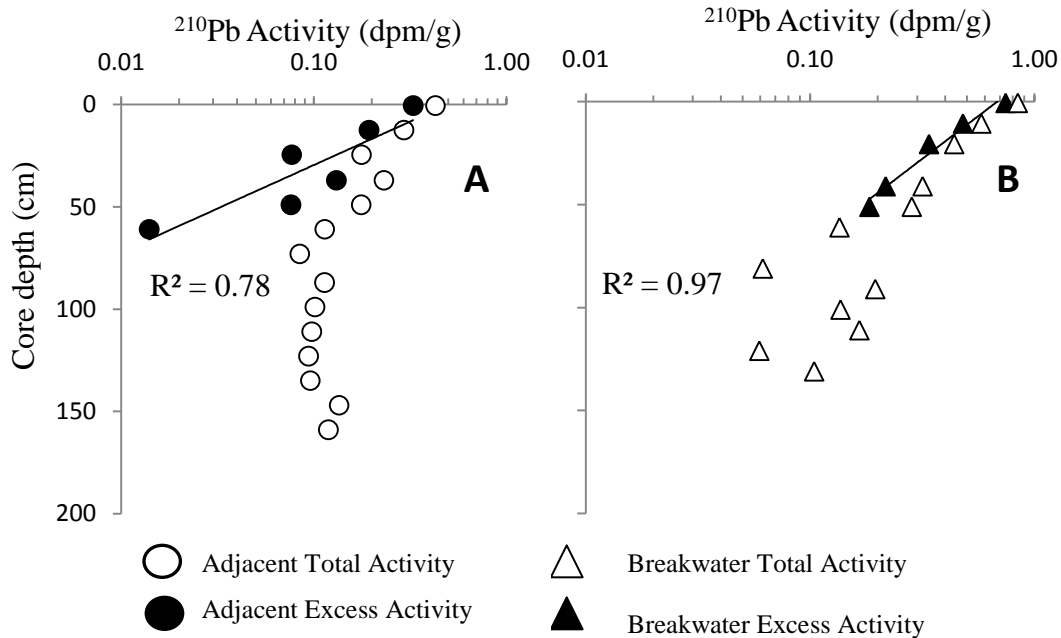 ²¹⁰Pb Activity (dpm/g)
0.01 0.10 1.00
²¹⁰Pb Activity (dpm/g)
0.01 0.10 1.00
Core depth (cm)
0
50
100
150
200
A
R² = 0.78
B
R² = 0.97
Adjacent Total Activity
Adjacent Excess Activity
Breakwater Total Activity
Breakwater Excess Activity